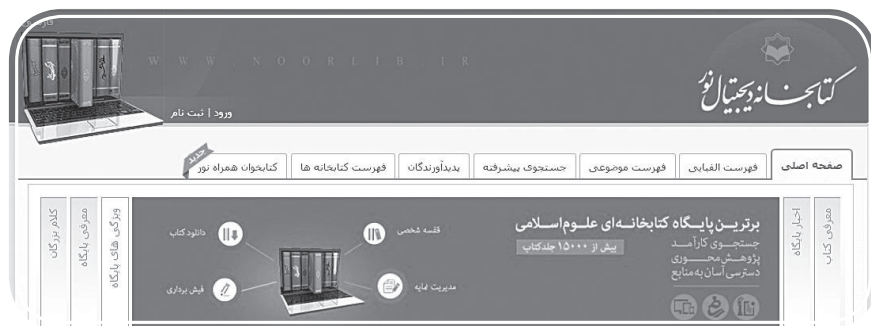 فارسی
WWW.NOORLIB.IR
کتابخانه دیجیتال نور
ورود | ثبت نام
صفحه اصلی
فهرست الفبایی
فهرست موضوعی
جستجوی پیشرفته
پدیدآورندگان
فهرست کتابخانه ها
کتابخوان همراه نور
جدید
معرفی کتاب
اخبار پایگاه
برترین پایگاه کتابخانه‌ای علوم اسلامی
جستجوی کارآمد
پژوهش محوری
دسترسی آسان به منابع
بیش از ۱۵۰۰۰ جلد کتاب
قفسه شخصی
دانلود کتاب
مدیریت نمایه
فیش برداری
ویژگی های پایگاه
معرفی پایگاه
کلام بزرگان